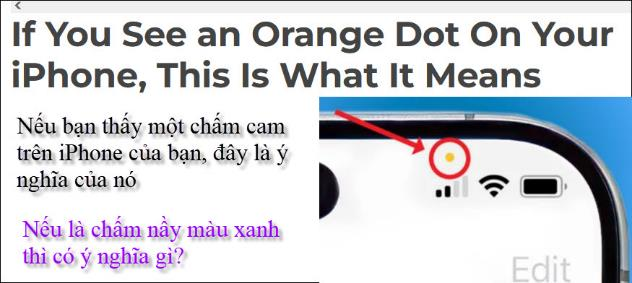 If You See an Orange Dot On Your
iPhone, This Is What It Means
Nếu bạn thấy một chấm cam
trên iPhone của bạn, đây là ý
nghĩa của nó
Nếu là chấm nầy màu xanh
thì có ý nghĩa gì?
Edit